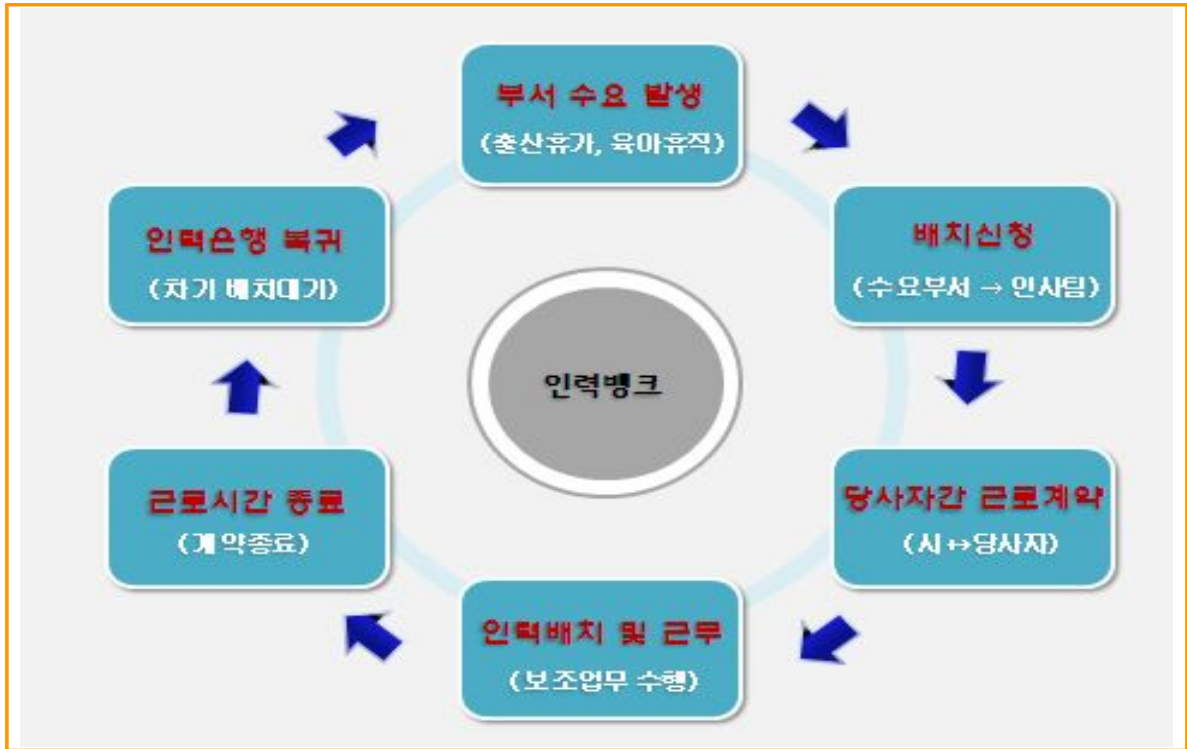 부서 수요 발생
(출산휴가, 육아휴직)
배치신청
(수요부서 → 인사팀)
당사자간 근로계약
(시↔당사자)
인력배치 및 근무
(보조업무 수행)
근로시간 종료
(계약종료)
인력은행 복귀
(차기 배치대기)
인력뱅크